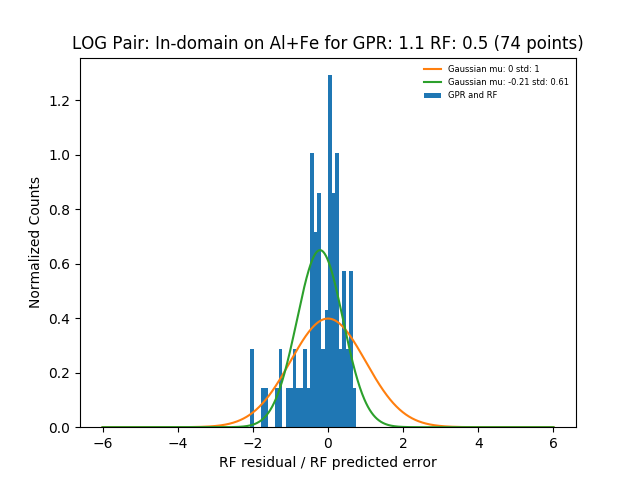 LOG Pair: In-domain on Al+Fe for GPR: 1.1 RF: 0.5 (74 points)
Gaussian mu: 0 std: 1
Gaussian mu: -0.21 std: 0.61
GPR and RF
Normalized Counts
1.2
1.0
0.8
0.6
0.4
0.2
0.0
−6 −4 −2 0 2 4 6
RF residual / RF predicted error